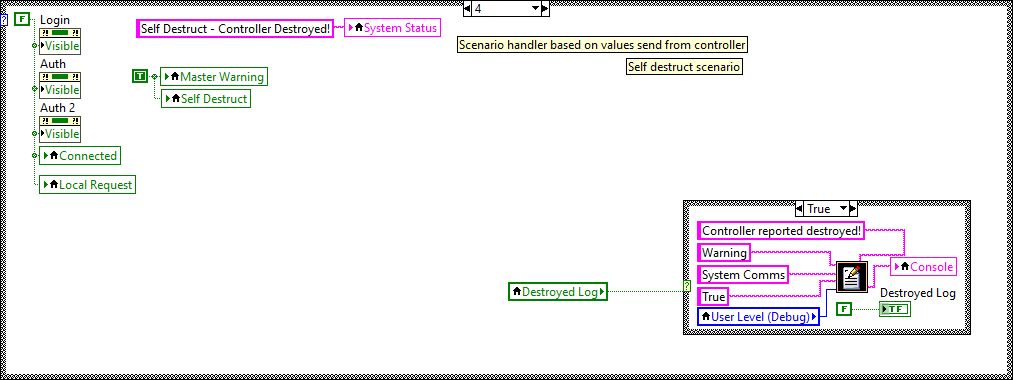 4
?
F
Login
?! ?!
Visible
Auth
?! ?!
Visible
Auth 2
?! ?!
Visible
Connected
Local Request
Self Destruct - Controller Destroyed!
System Status
T
Master Warning
Self Destruct
Scenario handler based on values send from controller
Self destruct scenario
True
Controller reported destroyed!
Warning
System Comms
True
User Level (Debug)
Console
Destroyed Log
F
TF
Destroyed Log
?